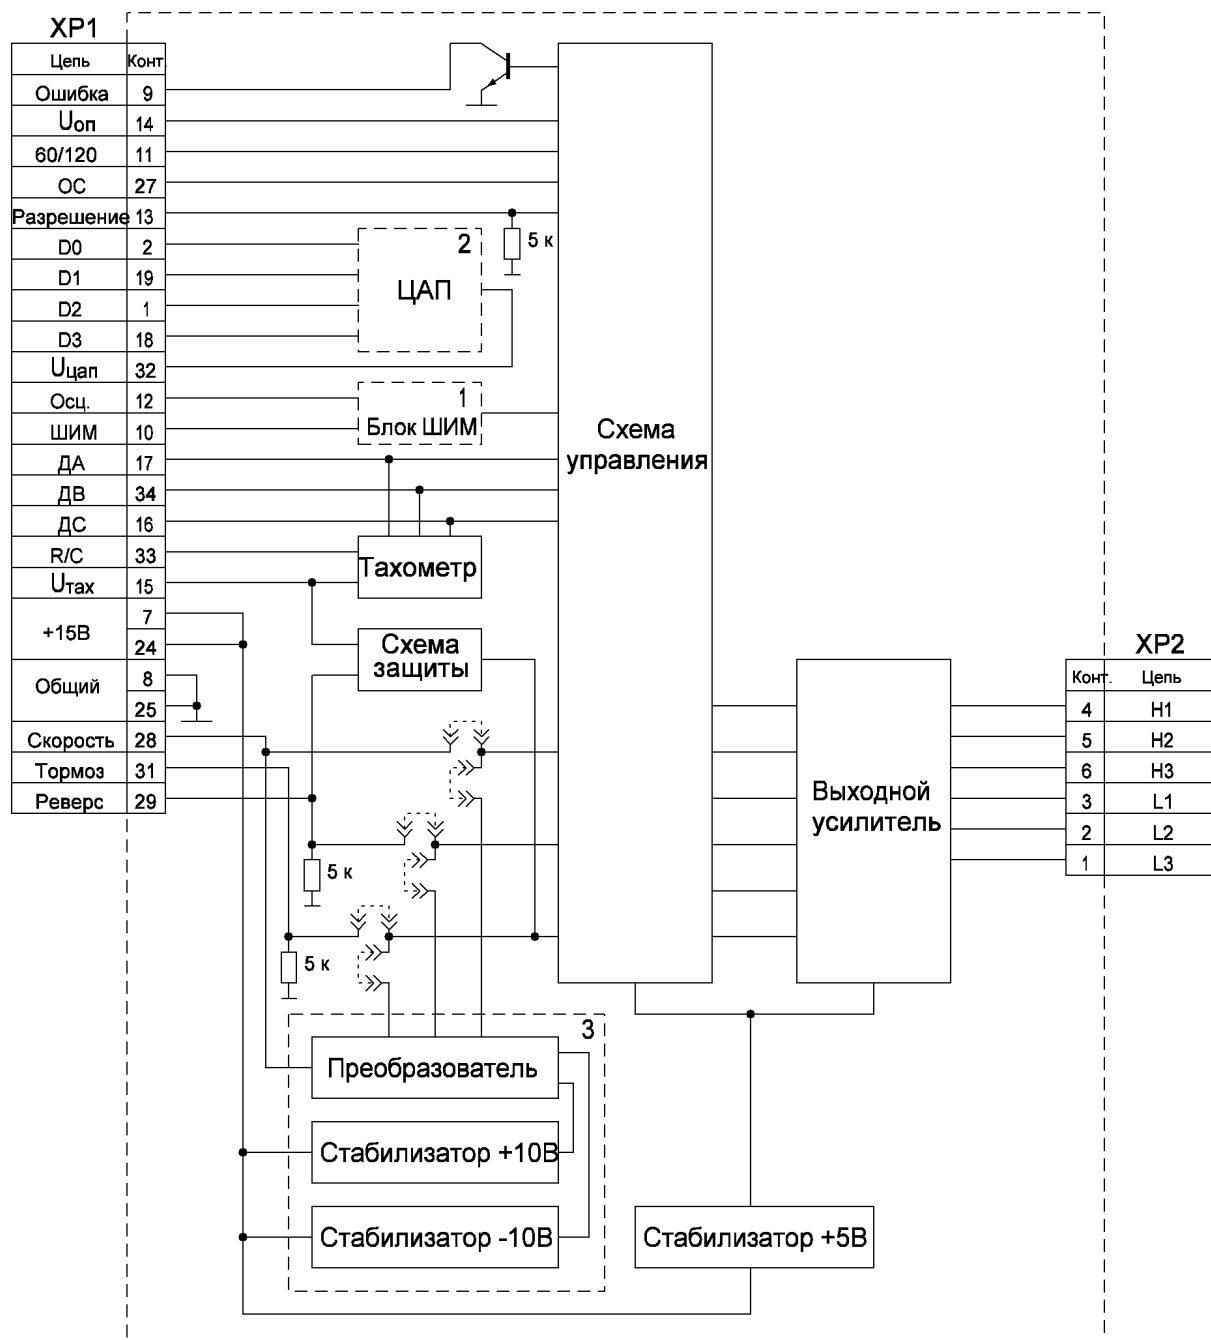 XP1
Цепь Конт.
Ошибка 9
Uоп 14
60/120 11
ОС 27
Разрешение 13
D0 2
D1 19
D2 1
D3 18
Uцап 32
Осц. 12
ШИМ 10
ДА 17
ДВ 34
ДС 16
R/C 33
Uтах 15
+15В 7
24
Общий 8
25
Скорость 28
Тормоз 31
Реверс 29
5 к
2
ЦАП
1
Блок ШИМ
Тахометр
Схема
защиты
5 к
5 к
Схема
управления
Выходной
усилитель
XP2
Конт. Цепь
4 H1
5 H2
6 H3
3 L1
2 L2
1 L3
3
Преобразователь
Стабилизатор +10В
Стабилизатор -10В
Стабилизатор +5В